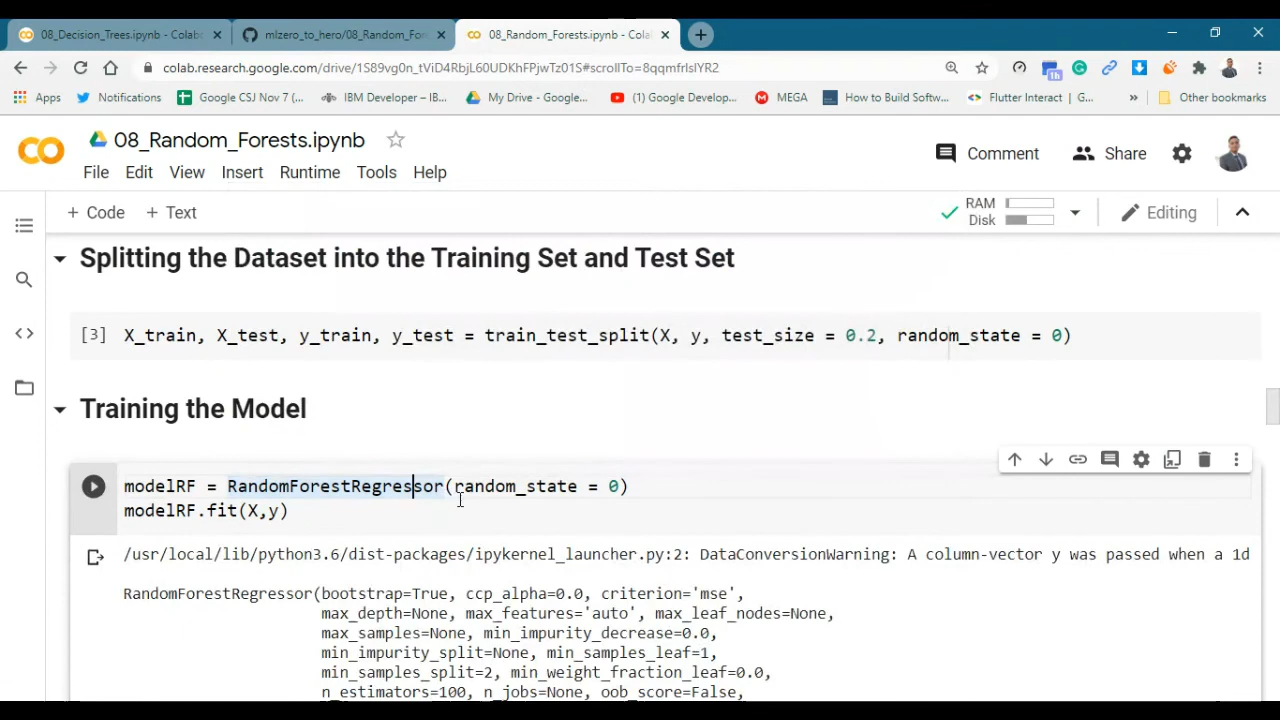 08_Decision_Trees.ipynb - Colab
mlzero_to_hero/08_Random_For
08_Random_Forests.ipynb - Colab
colab.research.google.com/drive/1S89vg0n_tViD4RbjL60UDKhFPjwTz01S#scrollTo=8qqmfrlslYR2
1h
Apps
Notifications
Google CSJ Nov 7 (...
IBM Developer – IB...
My Drive - Google...
(1) Google Develop...
MEGA
How to Build Softw...
Flutter Interact | G...
»
Other bookmarks
08_Random_Forests.ipynb
Comment
Share
File Edit View Insert Runtime Tools Help
+ Code + Text
RAM
Disk
Editing
Splitting the Dataset into the Training Set and Test Set
[3] X_train, X_test, y_train, y_test = train_test_split(X, y, test_size = 0.2, random_state = 0)
Training the Model
modelRF = RandomForestRegressor(random_state = 0)
modelRF.fit(X,y)
/usr/local/lib/python3.6/dist-packages/ipykernel_launcher.py:2: DataConversionWarning: A column-vector y was passed when a 1d
RandomForestRegressor(bootstrap=True, ccp_alpha=0.0, criterion='mse',
max_depth=None, max_features='auto', max_leaf_nodes=None,
max_samples=None, min_impurity_decrease=0.0,
min_impurity_split=None, min_samples_leaf=1,
min_samples_split=2, min_weight_fraction_leaf=0.0,
n_estimators=100, n_jobs=None, oob_score=False,